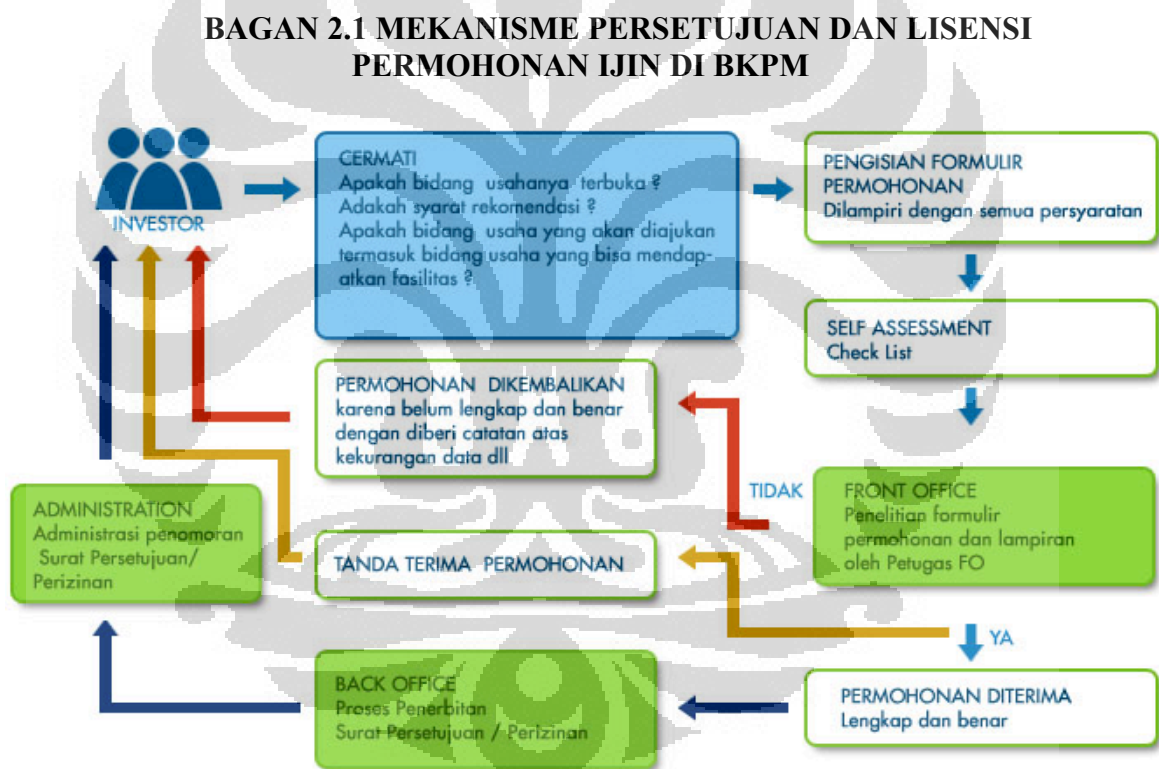 BAGAN 2.1 MEKANISME PERSETUJUAN DAN LISENSI
PERMOHONAN IJIN DI BKPM
INVESTOR
CERMATI
Apakah bidang usahanya terbuka ?
Adakah syarat rekomendasi ?
Apakah bidang usaha yang akan diajukan
termasuk bidang usaha yang bisa mendap-
atkan fasilitas ?
PENGISIAN FORMULIR
PERMOHONAN
Dilampiri dengan semua persyaratan
SELF ASSESSMENT
Check List
PERMOHONAN DIKEMBALIKAN
karena belum lengkap dan benar
dengan diberi catatan atas
kekurangan data dll
TIDAK
FRONT OFFICE
Penelitian formulir
permohonan dan lampiran
oleh Petugas FO
ADMINISTRATION
Administrasi penomoran
Surat Persetujuan/
Perizinan
TANDA TERIMA PERMOHONAN
YA
BACK OFFICE
Proses Penerbitan
Surat Persetujuan / Perizinan
PERMOHONAN DITERIMA
Lengkap dan benar